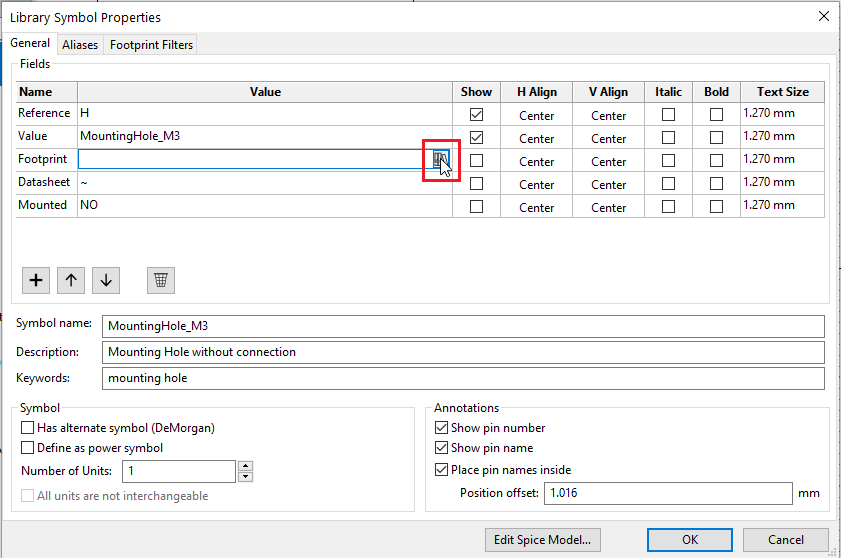 Library Symbol Properties
General Aliases Footprint Filters
Fields
Name Value Show H Align V Align Italic Bold Text Size
Reference H Center Center 1.270 mm
Value MountingHole_M3 Center Center 1.270 mm
Footprint Center Center 1.270 mm
Datasheet ~ Center Center 1.270 mm
Mounted NO Center Center 1.270 mm
Symbol name: MountingHole_M3
Description: Mounting Hole without connection
Keywords: mounting hole
Symbol
Has alternate symbol (DeMorgan)
Define as power symbol
Number of Units: 1
All units are not interchangeable
Annotations
Show pin number
Show pin name
Place pin names inside
Position offset: 1.016 mm
Edit Spice Model... OK Cancel